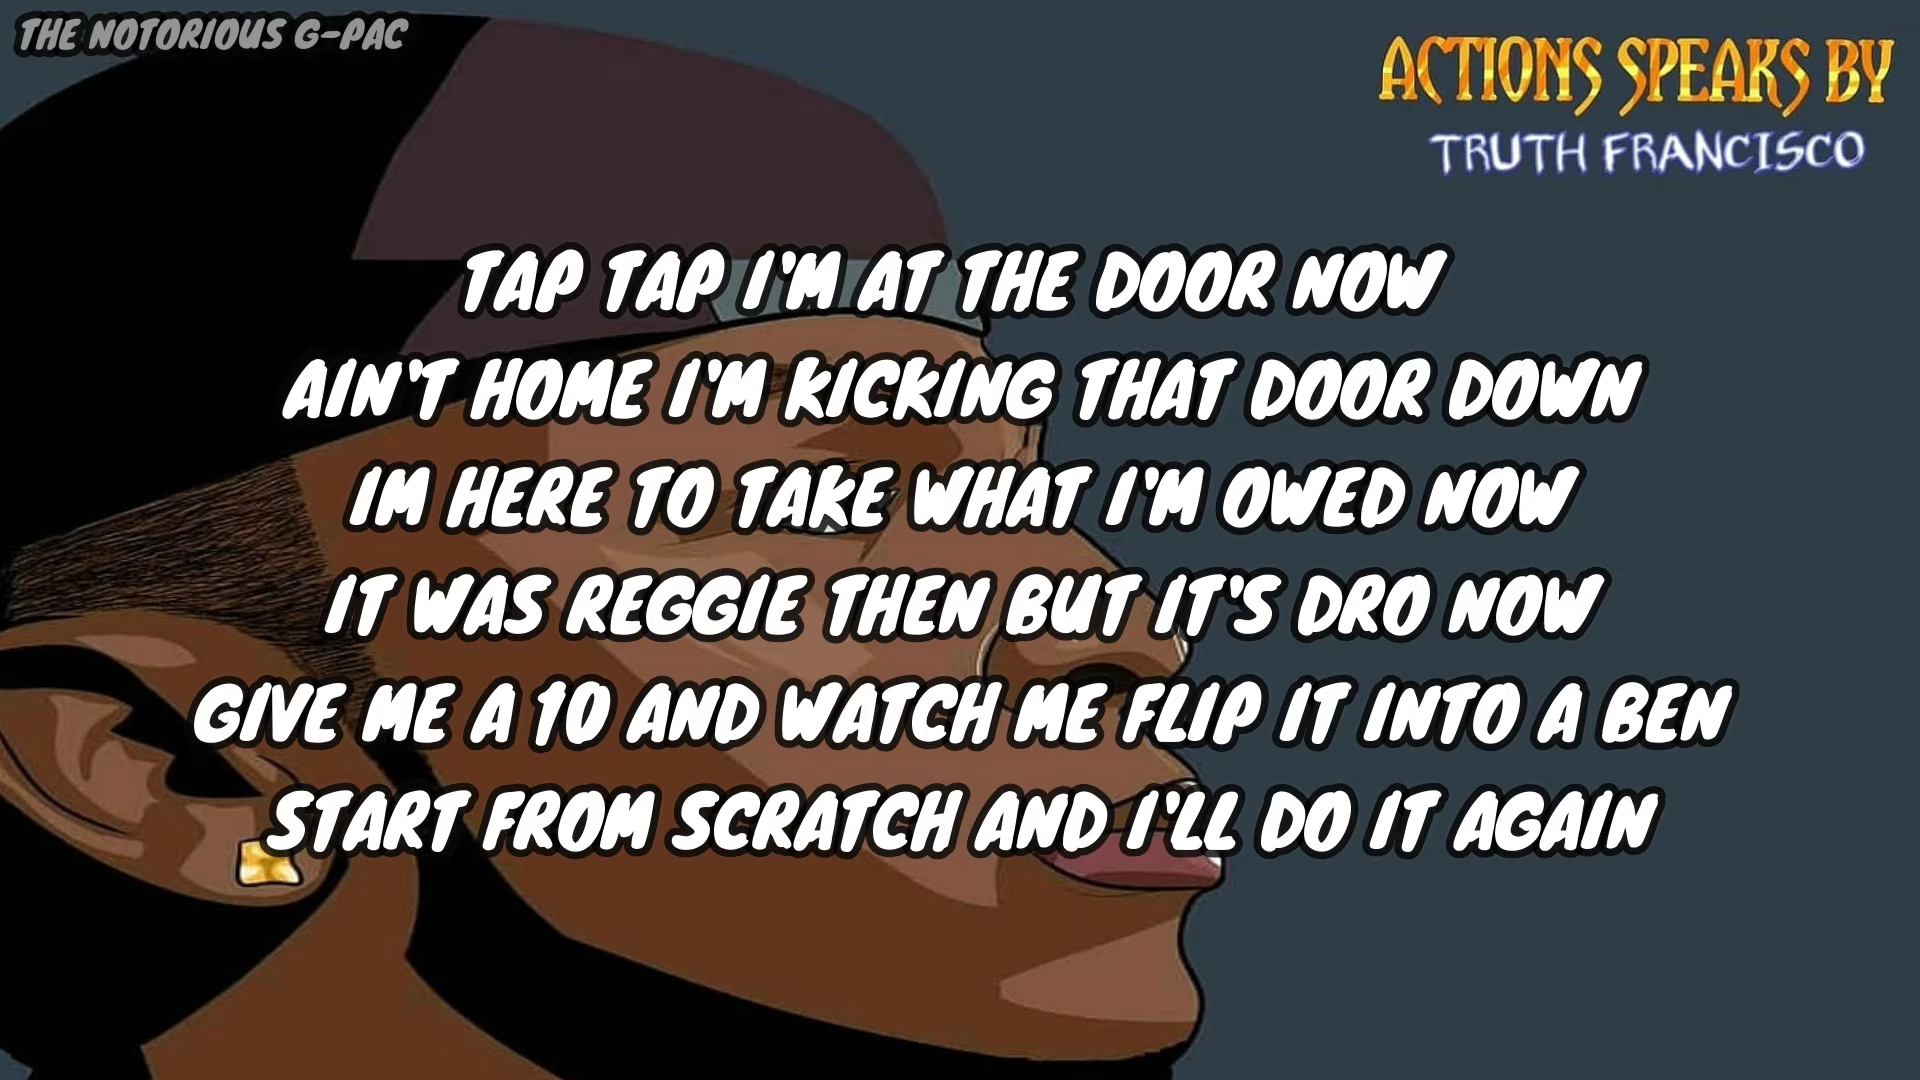 THE NOTORIOUS G-PAC
ACTIONS SPEAKS BY
TRUTH FRANCISCO
TAP TAP I'M AT THE DOOR NOW
AIN'T HOME I'M KICKING THAT DOOR DOWN
IM HERE TO TAKE WHAT I'M OWED NOW
IT WAS REGGIE THEN BUT IT'S DRO NOW
GIVE ME A 10 AND WATCH ME FLIP IT INTO A BEN
START FROM SCRATCH AND I'LL DO IT AGAIN